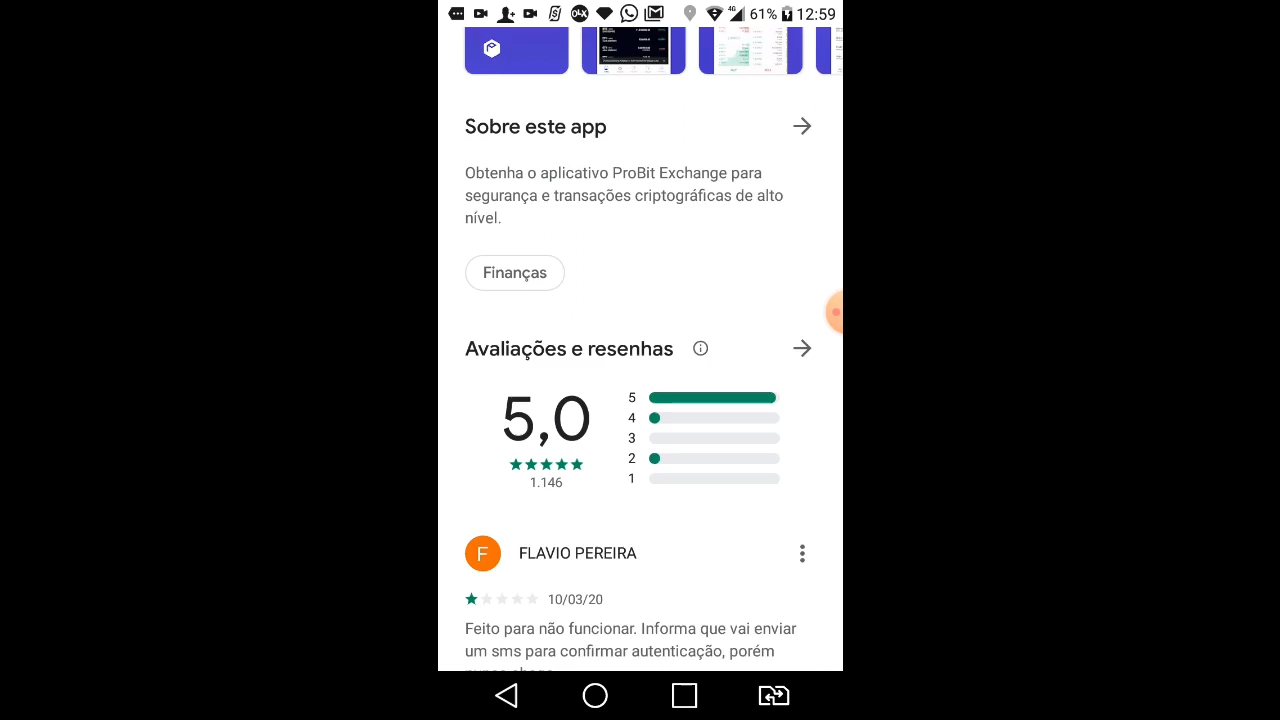 OLX
4G
61%
12:59
Sobre este app
Obtenha o aplicativo ProBit Exchange para
segurança e transações criptográficas de alto
nível.
Finanças
Avaliações e resenhas
5,0
1.146
5
4
3
2
1
F
FLAVIO PEREIRA
10/03/20
Feito para não funcionar. Informa que vai enviar
um sms para confirmar autenticação, porém